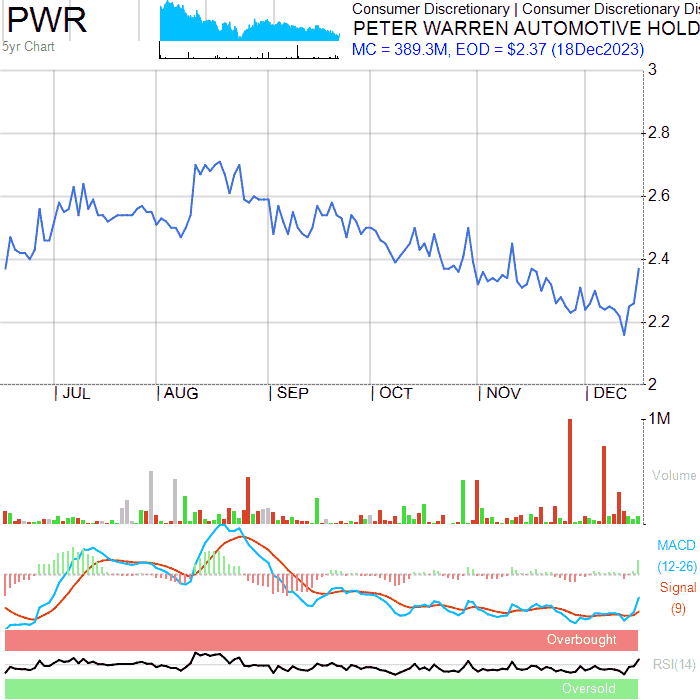 PWR
5yr Chart
Consumer Discretionary | Consumer Discretionary Dis
PETER WARREN AUTOMOTIVE HOLD
MC = 389.3M, EOD = $2.37 (18Dec2023)
3
2.8
2.6
2.4
2.2
2
| JUL | AUG | SEP | OCT | NOV | DEC
1M
Volume
MACD
(12-26)
Signal
(9)
Overbought
RSI(14)
Oversold